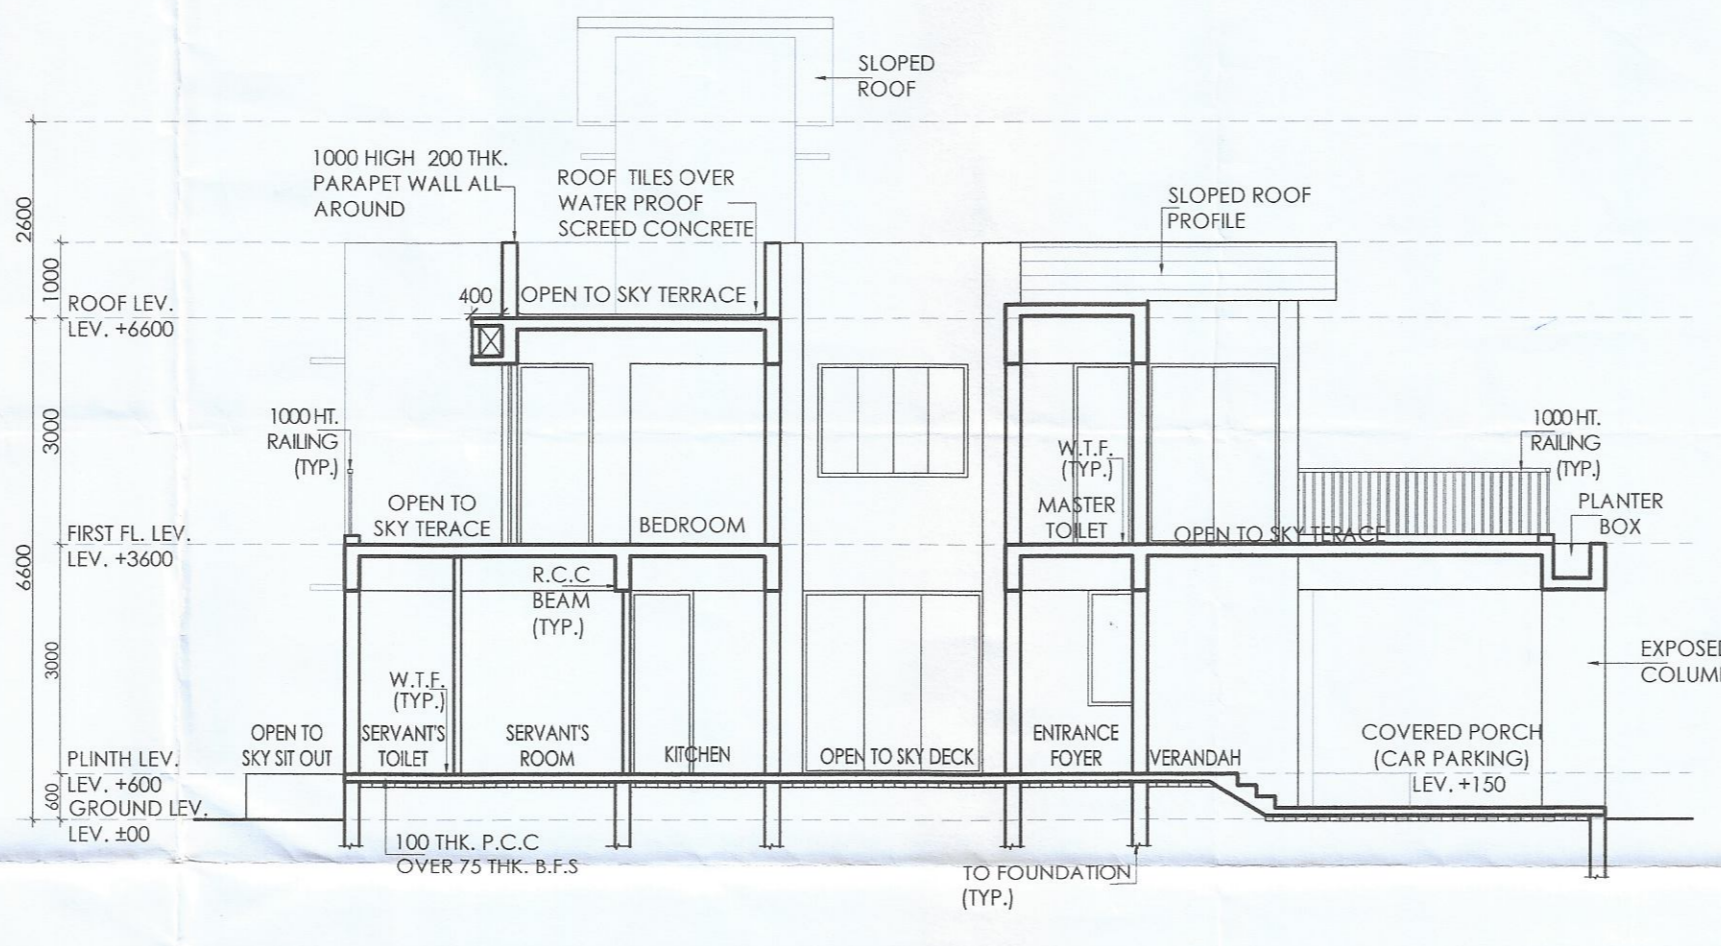 SLOPED
ROOF
1000 HIGH 200 THK.
PARAPET WALL ALL
AROUND
ROOF TILES OVER
WATER PROOF
SCREED CONCRETE
SLOPED ROOF
PROFILE
2600
1000
400
OPEN TO SKY TERRACE
ROOF LEV.
LEV. +6600
3000
1000 HT.
RAILING
(TYP.)
1000 HT.
RAILING
(TYP.)
W.T.F.
(TYP.)
OPEN TO
SKY TERACE
BEDROOM
MASTER
TOILET
OPEN TO SKY TERACE
PLANTER
BOX
FIRST FL. LEV.
LEV. +3600
6600
R.C.C
BEAM
(TYP.)
3000
EXPOSED
COLUM
W.T.F.
(TYP.)
OPEN TO
SKY SIT OUT
SERVANT'S
TOILET
SERVANT'S
ROOM
KITCHEN
OPEN TO SKY DECK
ENTRANCE
FOYER
VERANDAH
COVERED PORCH
(CAR PARKING)
LEV. +150
PLINTH LEV.
LEV. +600
600
GROUND LEV.
LEV. ±00
100 THK. P.C.C
OVER 75 THK. B.F.S
TO FOUNDATION
(TYP.)